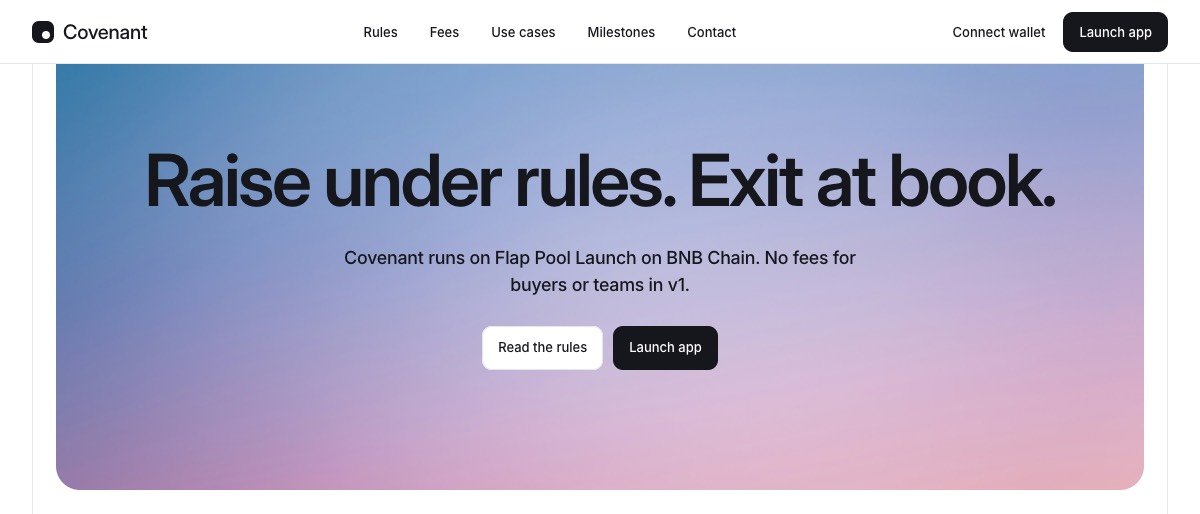 Covenant
Rules
Fees
Use cases
Milestones
Contact
Connect wallet
Launch app
Raise under rules. Exit at book.
Covenant runs on Flap Pool Launch on BNB Chain. No fees for
buyers or teams in v1.
Read the rules
Launch app